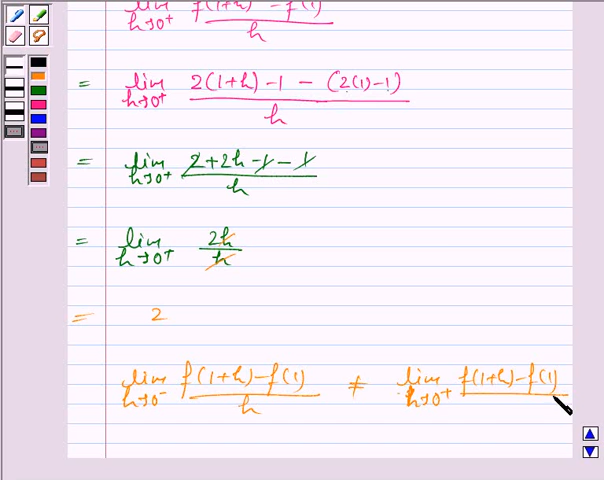 lim h→0⁺ f(1+h) − f(1) / h
= lim h→0⁺ 2(1+h) −1 − (2(1)−1) / h
= lim h→0⁺ 2+2h −1 − 1 / h
= lim h→0⁺ 2h / h
= 2
lim h→0⁻ f(1+h) − f(1) / h ≠ lim h→0⁺ f(1+h) − f(1)